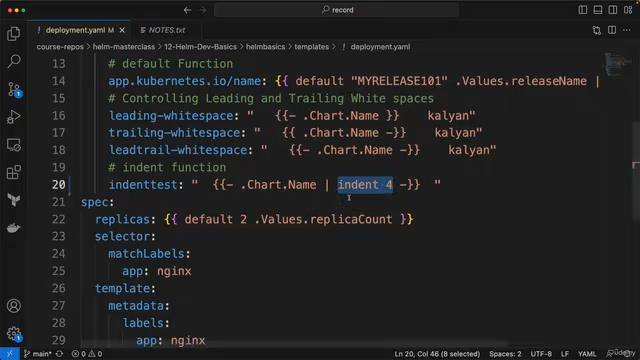 record
deployment.yaml M
NOTES.txt
course-repos > helm-masterclass > 12-Helm-Dev-Basics > helmbasics > templates > ! deployment.yaml
13 # default Function
14 app.kubernetes.io/name: {{ default "MYRELEASE101" .Values.releaseName |
15 # Controlling Leading and Trailing White spaces
16 leading-whitespace: " {{- .Chart.Name }} kalyan"
17 trailing-whitespace: " {{ .Chart.Name -}} kalyan"
18 leadtrail-whitespace: " {{- .Chart.Name -}} kalyan"
19 # indent function
20 indenttest: " {{- .Chart.Name | indent 4 -}} "
21 spec:
22 replicas: {{ default 2 .Values.replicaCount }}
23 selector:
24 matchLabels:
25 app: nginx
26 template:
27 metadata:
28 labels:
29 app: nginx
main*
0
0
Ln 20, Col 46 (8 selected)
Spaces: 2
UTF-8
LF
YAML